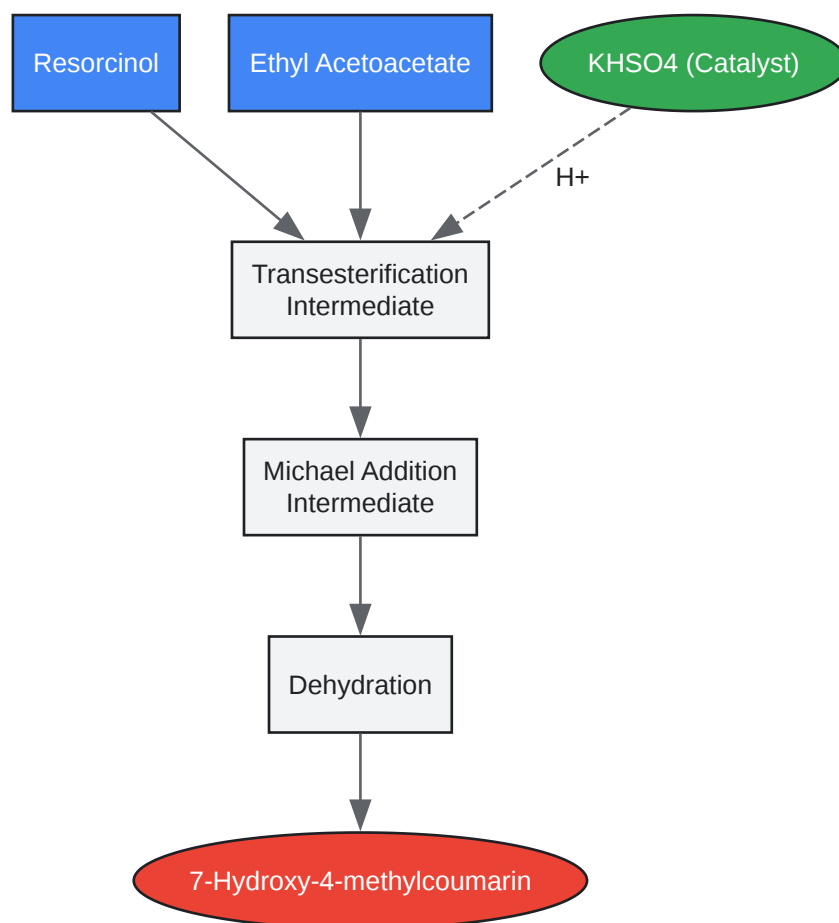 Resorcinol
Ethyl Acetoacetate
KHSO4 (Catalyst)
H+
Transesterification
Intermediate
Michael Addition
Intermediate
Dehydration
7-Hydroxy-4-methylcoumarin